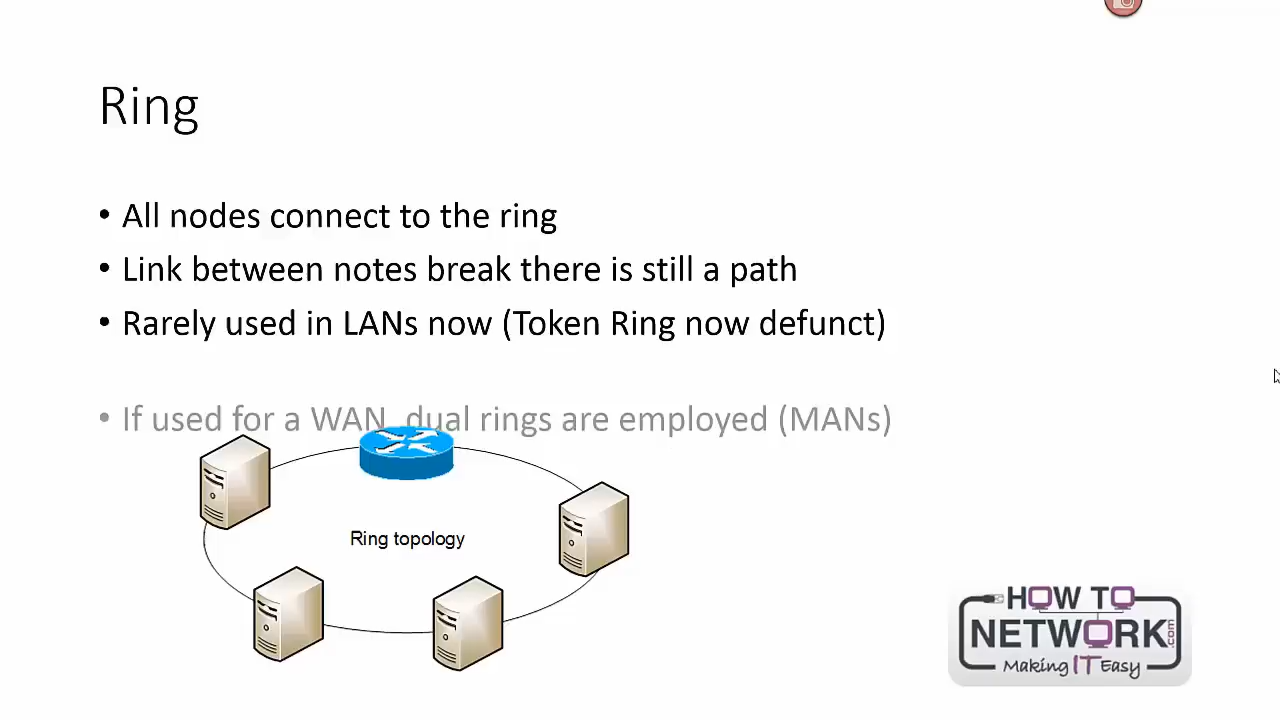 Ring
• All nodes connect to the ring
• Link between notes break there is still a path
• Rarely used in LANs now (Token Ring now defunct)
• If used for a WAN, dual rings are employed (MANs)
Ring topology
HOW TO
NETWORK.com
Making IT Easy